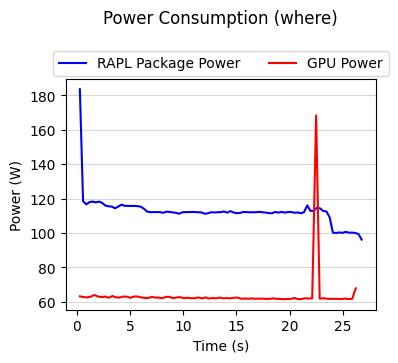 Power Consumption (where)
RAPL Package Power
GPU Power
180
160
140
120
100
80
60
Power (W)
0
5
10
15
20
25
Time (s)